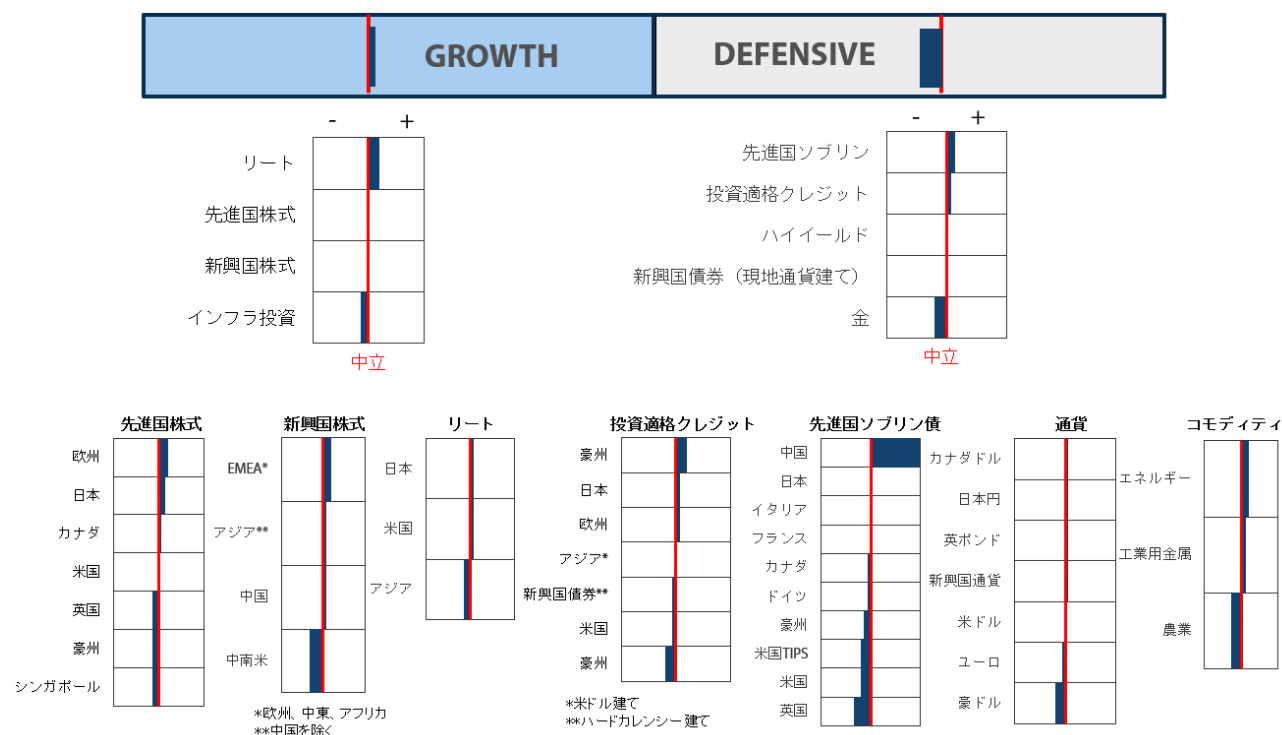 GROWTH
DEFENSIVE
- +
リート
先進国株式
新興国株式
インフラ投資
中立
- +
先進国ソブリン
投資適格クレジット
ハイイールド
新興国債券（現地通貨建て）
金
中立
先進国株式
欧州
日本
カナダ
米国
英国
豪州
シンガポール
新興国株式
EMEA*
アジア**
中国
中南米
*欧州、中東、アフリカ
**中国を除く
リート
日本
米国
アジア
投資適格クレジット
豪州
日本
欧州
アジア*
新興国債券**
米国
豪州
*米ドル建て
**ハードカレンシー建て
先進国ソブリン債
中国
日本
イタリア
フランス
カナダ
ドイツ
豪州
米国TIPS
米国
英国
通貨
カナダドル
日本円
英ポンド
新興国通貨
米ドル
ユーロ
豪ドル
コモディティ
エネルギー
工業用金属
農業